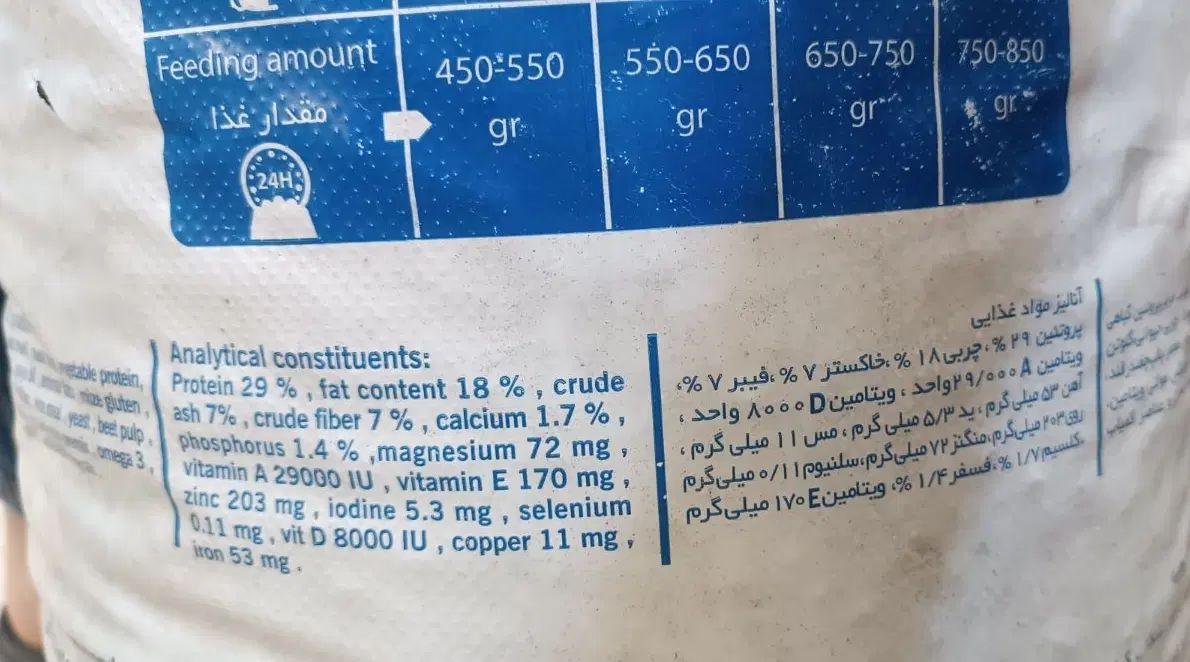 Feeding amount
مقدار غذا
24H
450-550
gr
550-650
gr
650-750
gr
750-850
gr
vegetable protein,
gluten,
yeast, beet pulp,
omega 3,
Analytical constituents:
Protein 29 % , fat content 18 % , crude
ash 7% , crude fiber 7 % , calcium 1.7 % ,
phosphorus 1.4 % ,magnesium 72 mg ,
vitamin A 29000 IU , vitamin E 170 mg ,
zinc 203 mg , iodine 5.3 mg , selenium
0.11 mg , vit D 8000 IU , copper 11 mg ,
iron 53 mg .
آنالیز مواد غذایی
پروتئین ۲۹ %، چربی ۱۸ %، خاکستر ۷ %، فیبر ۷ %،
ویتامین A ۲۹/۰۰۰ واحد ، ویتامین D ۸۰۰۰ واحد ،
آهن ۵۳ میلی گرم ، ید ۵/۳ میلی گرم ، مس ۱۱ میلی گرم ،
روی ۲۰۳ میلی گرم، منگنز ۷۲ میلی گرم، سلنیوم ۰/۱۱ میلی گرم
،کلسیم ۱/۷ %، فسفر ۱/۴ %، ویتامین E ۱۷۰ میلی گرم